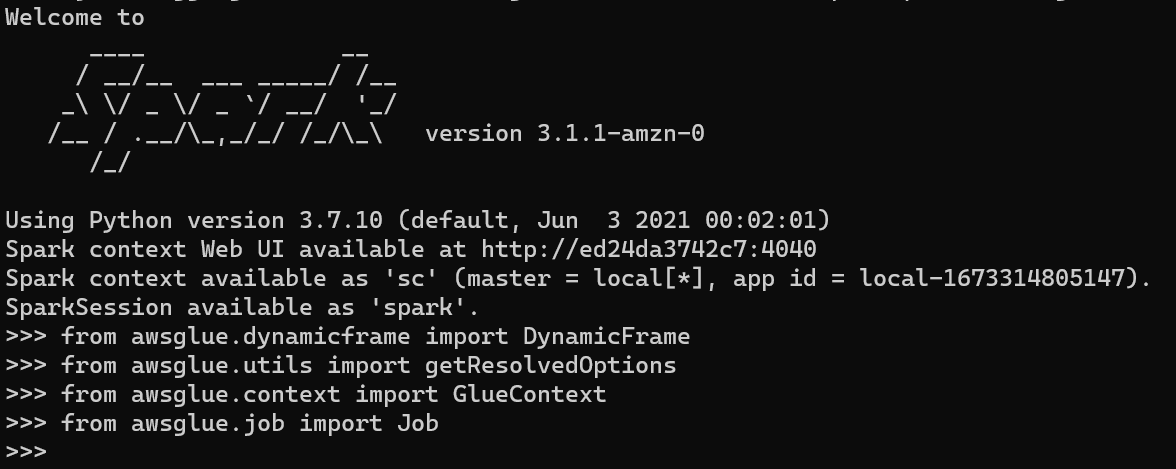 Welcome to
      ____              __
     / __/__  ___ _____/ /__
    _\ \/ _ \/ _ `/ __/  '_/
   /__ / .__/\_,_/_/ /_/\_\   version 3.1.1-amzn-0
      /_/
Using Python version 3.7.10 (default, Jun  3 2021 00:02:01)
Spark context Web UI available at http://ed24da3742c7:4040
Spark context available as 'sc' (master = local[*], app id = local-1673314805147).
SparkSession available as 'spark'.
>>> from awsglue.dynamicframe import DynamicFrame
>>> from awsglue.utils import getResolvedOptions
>>> from awsglue.context import GlueContext
>>> from awsglue.job import Job
>>>